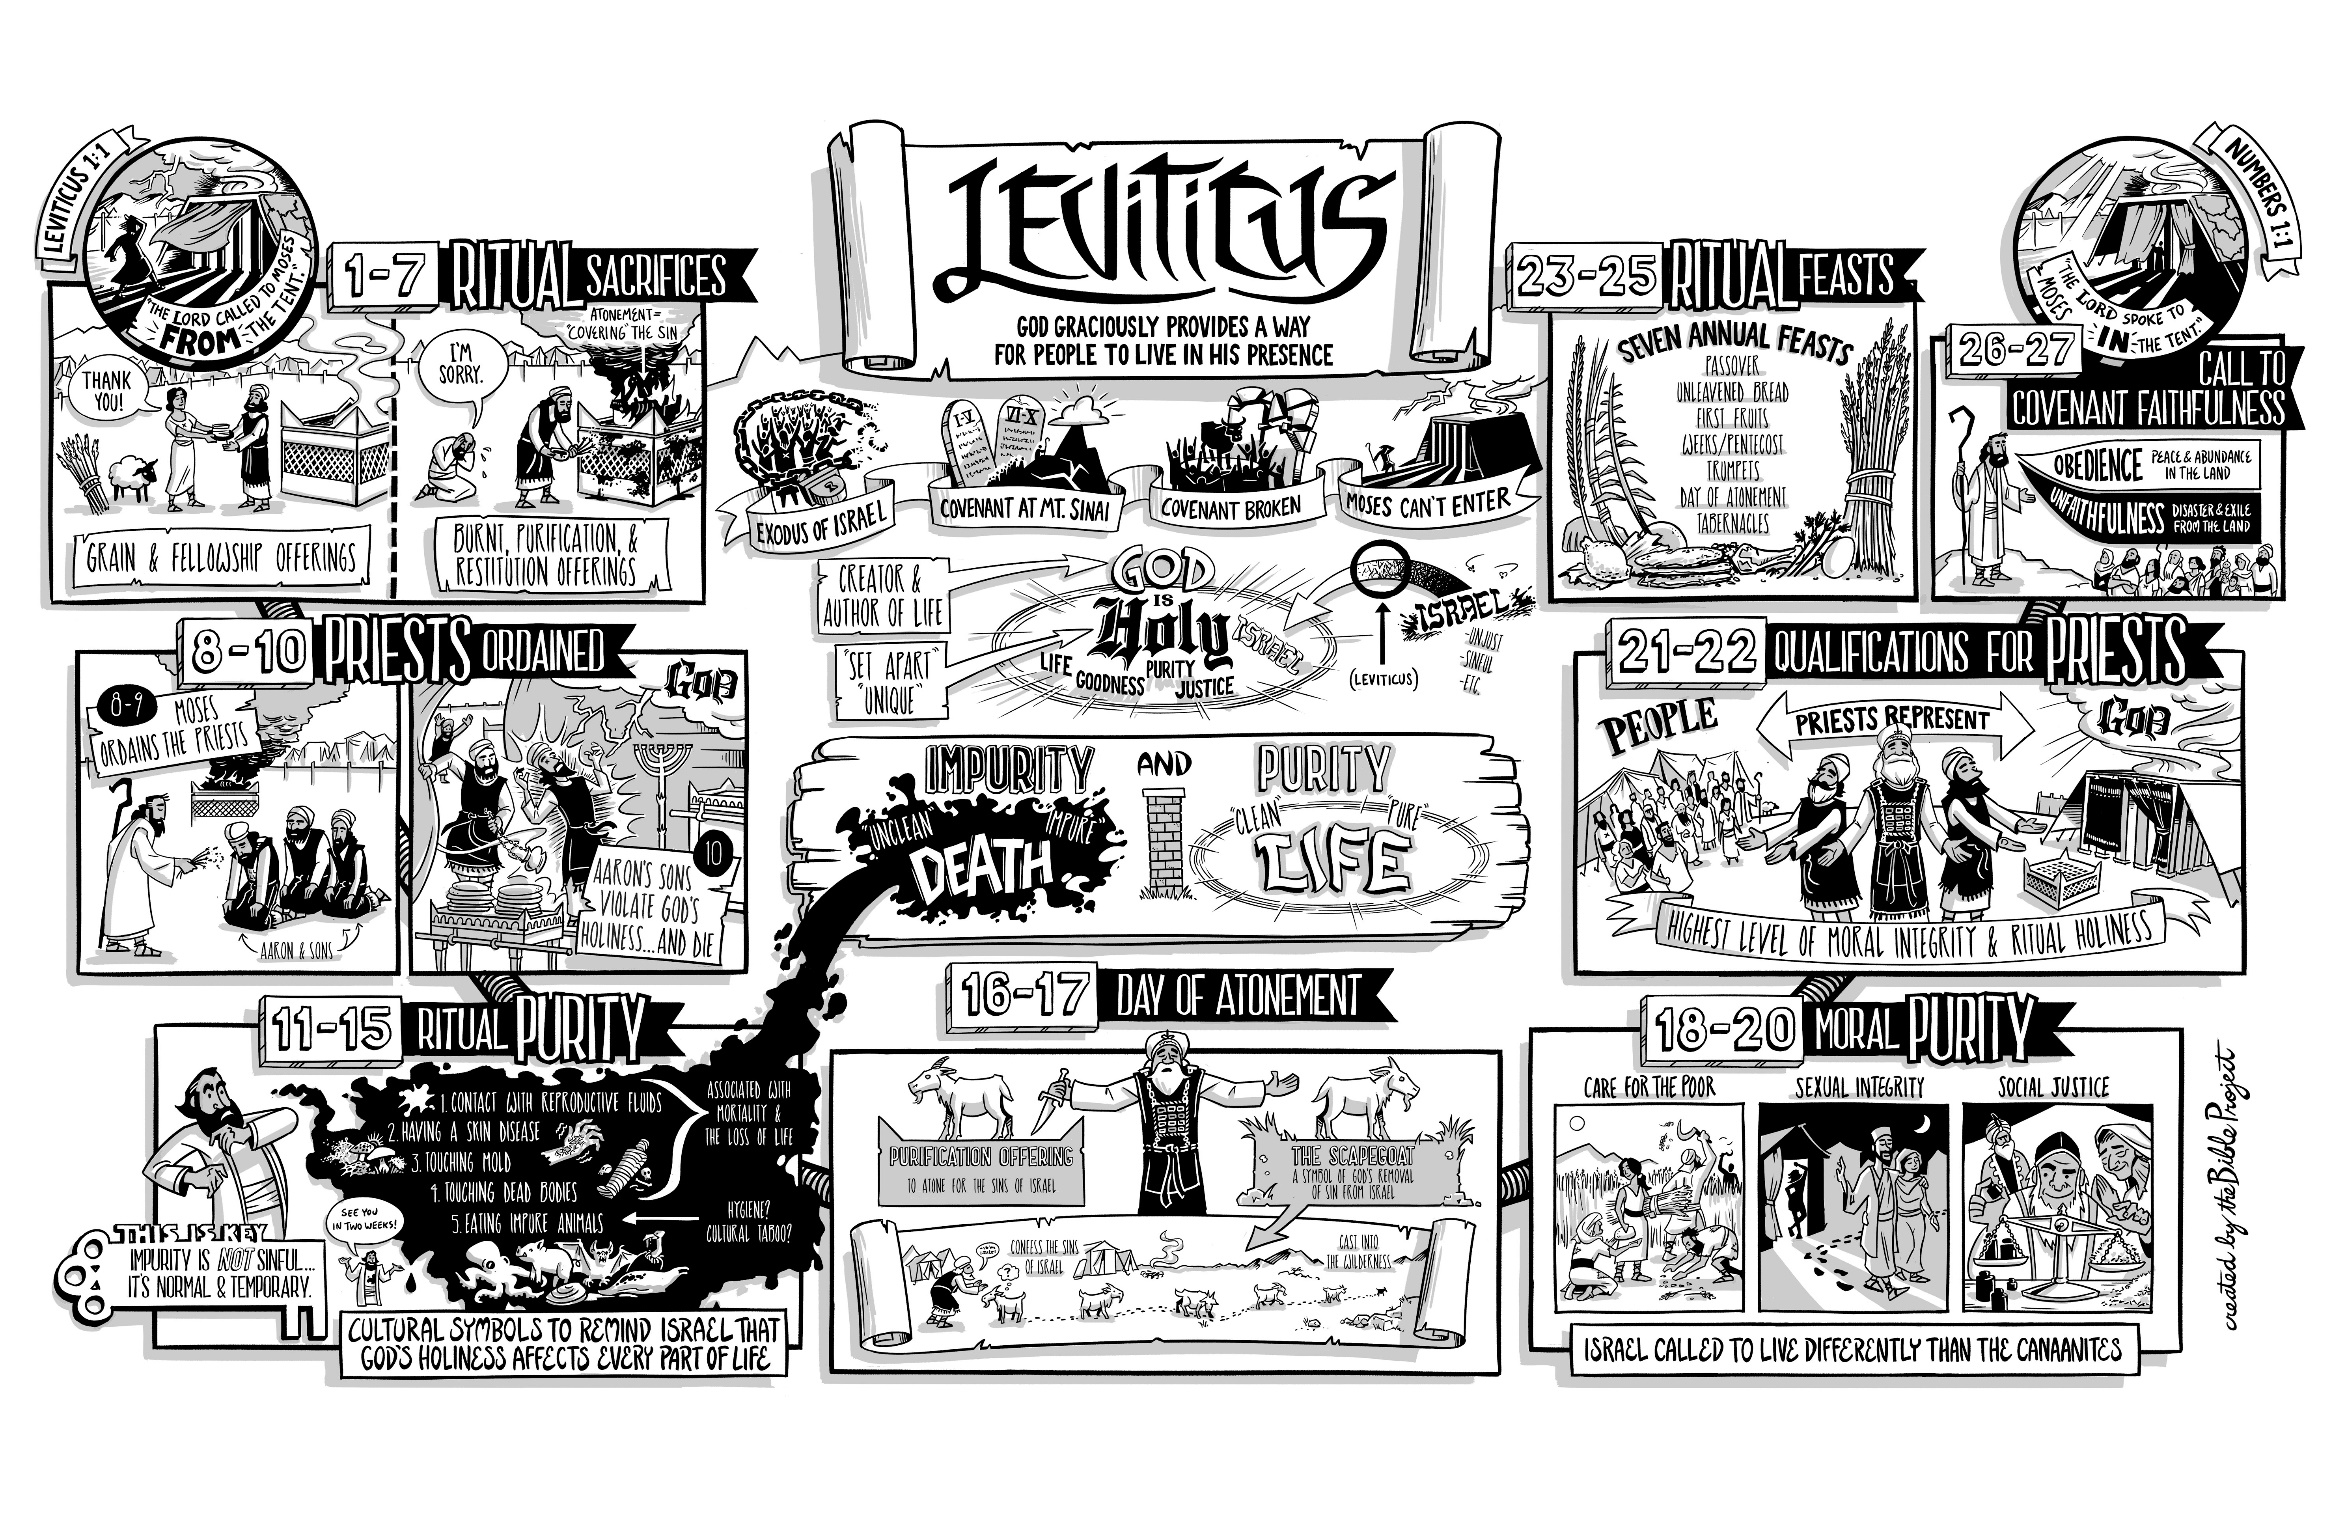 LEVITICUS
GOD GRACIOUSLY PROVIDES A WAY
FOR PEOPLE TO LIVE IN HIS PRESENCE
LEVITICUS 1:1
"THE LORD CALLED TO MOSES
FROM THE TENT."
1-7 RITUAL SACRIFICES
THANK
YOU!
GRAIN & FELLOWSHIP OFFERINGS
I'M
SORRY.
ATONEMENT=
"COVERING" THE SIN
BURNT, PURIFICATION, &
RESTITUTION OFFERINGS
8-10 PRIESTS ORDAINED
8-9
MOSES
ORDAINS THE PRIESTS
AARON & SONS
GOD
10
AARON'S SONS
VIOLATE GOD'S
HOLINESS...AND DIE
11-15 RITUAL PURITY
1. CONTACT WITH REPRODUCTIVE FLUIDS
2. HAVING A SKIN DISEASE
3. TOUCHING MOLD
4. TOUCHING DEAD BODIES
5. EATING IMPURE ANIMALS
ASSOCIATED WITH
MORTALITY &
THE LOSS OF LIFE
HYGIENE?
CULTURAL TABOO?
SEE YOU
IN TWO WEEKS!
THIS IS KEY
IMPURITY IS NOT SINFUL...
IT'S NORMAL & TEMPORARY.
CULTURAL SYMBOLS TO REMIND ISRAEL THAT
GOD'S HOLINESS AFFECTS EVERY PART OF LIFE
EXODUS OF ISRAEL
I-V
VI-X
COVENANT AT MT. SINAI
COVENANT BROKEN
MOSES CAN'T ENTER
CREATOR &
AUTHOR OF LIFE
"SET APART"
"UNIQUE"
GOD
IS
Holy
LIFE
GOODNESS
PURITY
JUSTICE
ISRAEL
(LEVITICUS)
ISRAEL
-UNJUST
-SINFUL
-ETC.
IMPURITY AND PURITY
"UNCLEAN"
"IMPURE"
DEATH
"CLEAN"
"PURE"
LIFE
16-17 DAY OF ATONEMENT
PURIFICATION OFFERING
TO ATONE FOR THE SINS OF ISRAEL
THE SCAPEGOAT
A SYMBOL OF GOD'S REMOVAL
OF SIN FROM ISRAEL
CONFESS THE SINS
OF ISRAEL
?
CAST INTO
THE WILDERNESS
18-20 MORAL PURITY
CARE FOR THE POOR
SEXUAL INTEGRITY
SOCIAL JUSTICE
ISRAEL CALLED TO LIVE DIFFERENTLY THAN THE CANAANITES
21-22 QUALIFICATIONS FOR PRIESTS
PEOPLE
PRIESTS REPRESENT
GOD
HIGHEST LEVEL OF MORAL INTEGRITY & RITUAL HOLINESS
23-25 RITUAL FEASTS
SEVEN ANNUAL FEASTS
PASSOVER
UNLEAVENED BREAD
FIRST FRUITS
WEEKS/PENTECOST
TRUMPETS
DAY OF ATONEMENT
TABERNACLES
NUMBERS 1:1
"THE LORD SPOKE TO
MOSES
IN THE TENT."
26-27 CALL TO
COVENANT FAITHFULNESS
OBEDIENCE PEACE & ABUNDANCE
IN THE LAND
UNFAITHFULNESS DISASTER & EXILE
FROM THE LAND
created by the Bible Project